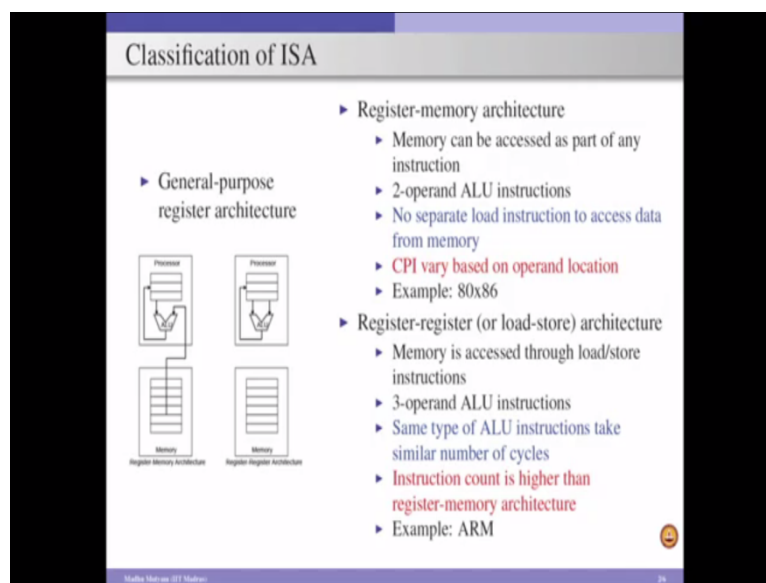 Classification of ISA
General-purpose
register architecture
Processor
ALU
Memory
Register-Memory Architecture
Processor
ALU
Memory
Register-Register Architecture
Register-memory architecture
Memory can be accessed as part of any
instruction
2-operand ALU instructions
No separate load instruction to access data
from memory
CPI vary based on operand location
Example: 80x86
Register-register (or load-store) architecture
Memory is accessed through load/store
instructions
3-operand ALU instructions
Same type of ALU instructions take
similar number of cycles
Instruction count is higher than
register-memory architecture
Example: ARM
Madhu Mutyam (IIT Madras)
26